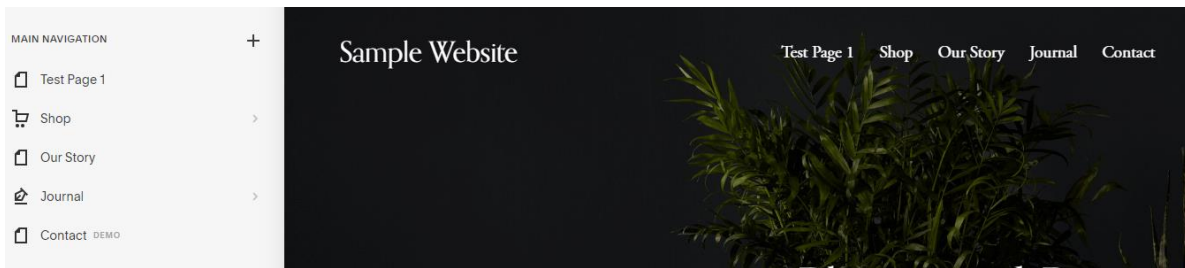 MAIN NAVIGATION
Test Page 1
Shop
Our Story
Journal
Contact DEMO
Sample Website
Test Page 1 Shop Our Story Journal Contact